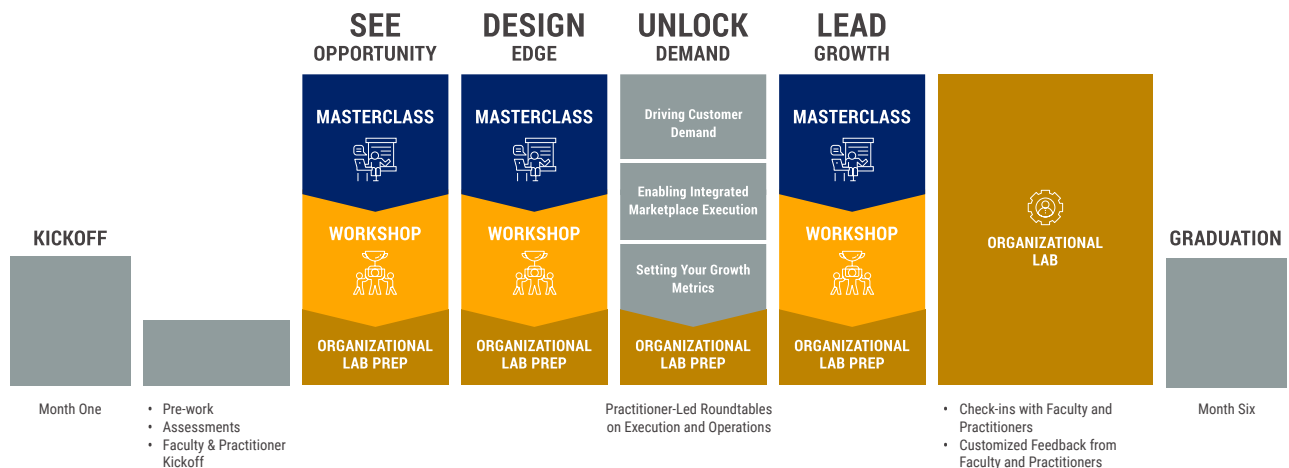 SEE
OPPORTUNITY
DESIGN
EDGE
UNLOCK
DEMAND
LEAD
GROWTH
KICKOFF
Month One
• Pre-work
• Assessments
• Faculty & Practitioner
Kickoff
MASTERCLASS
WORKSHOP
ORGANIZATIONAL
LAB PREP
MASTERCLASS
WORKSHOP
ORGANIZATIONAL
LAB PREP
Driving Customer
Demand
Enabling Integrated
Marketplace Execution
Setting Your Growth
Metrics
ORGANIZATIONAL
LAB PREP
Practitioner-Led Roundtables
on Execution and Operations
MASTERCLASS
WORKSHOP
ORGANIZATIONAL
LAB PREP
ORGANIZATIONAL
LAB
• Check-ins with Faculty and
Practitioners
• Customized Feedback from
Faculty and Practitioners
GRADUATION
Month Six